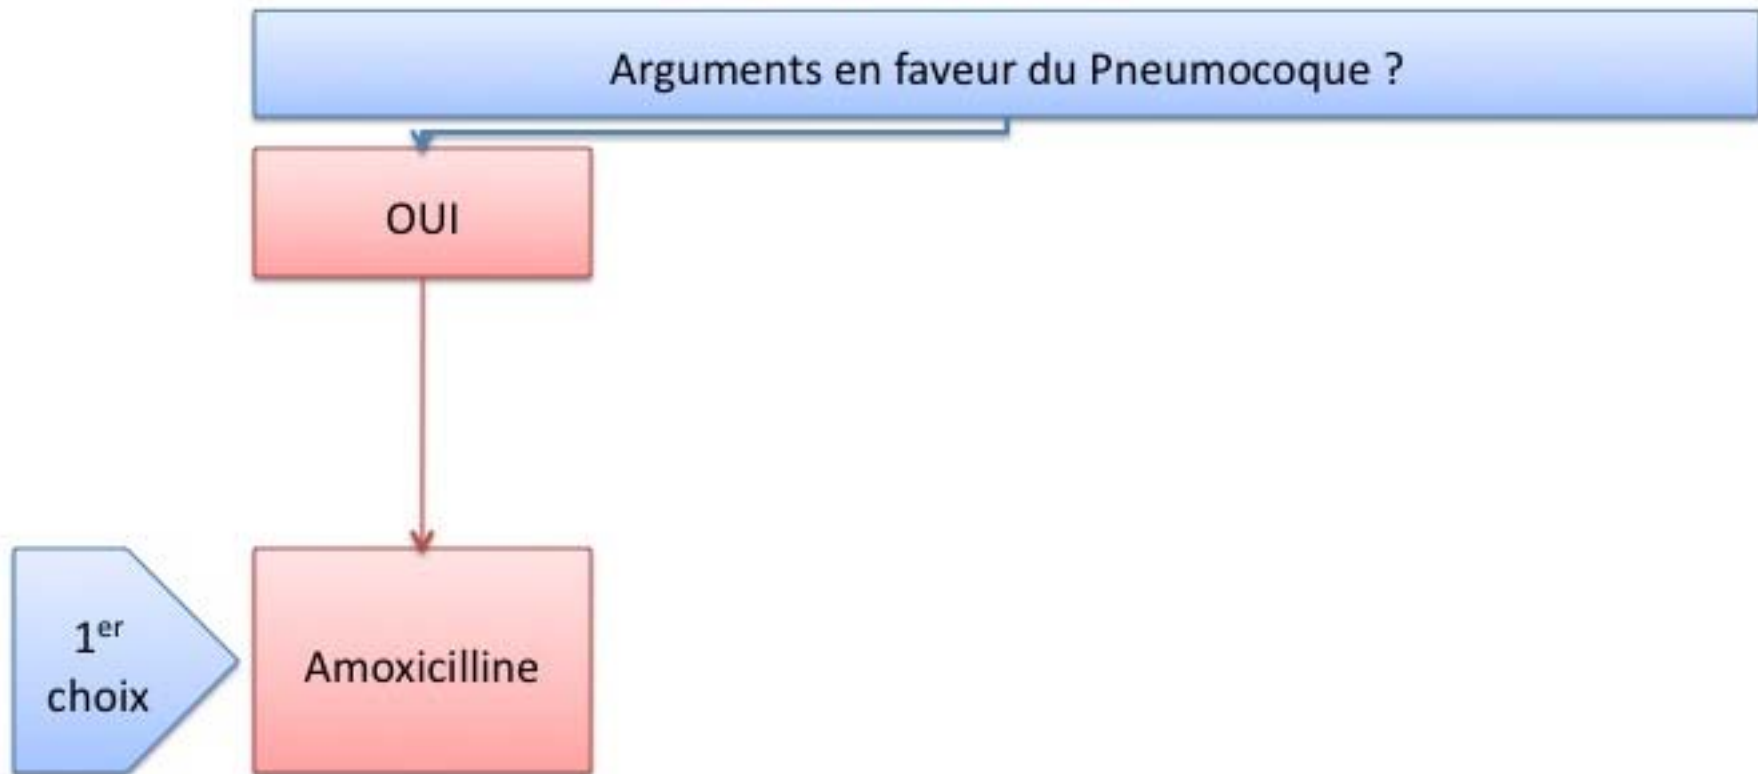 Arguments en faveur du Pneumocoque ?
OUI
1er
choix
Amoxicilline